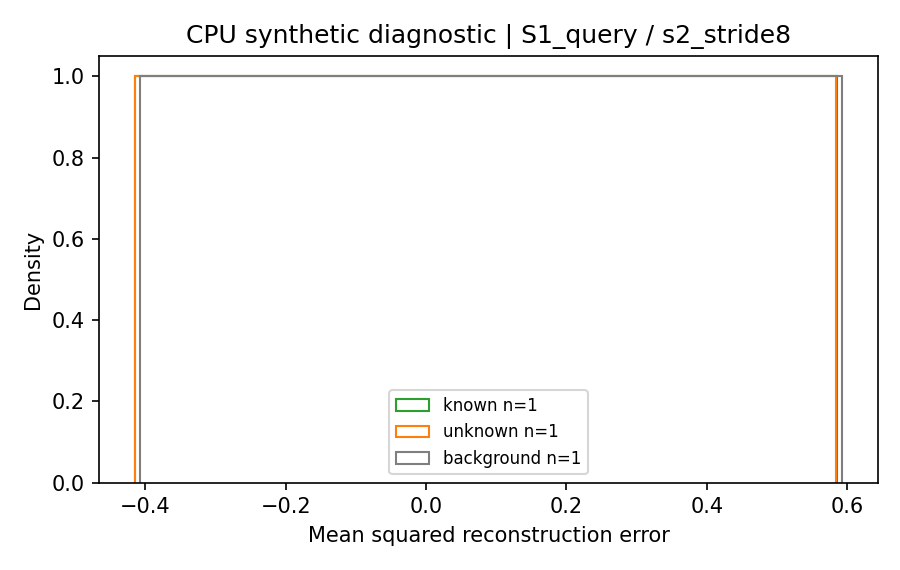 CPU synthetic diagnostic | S1_query / s2_stride8
1.0
0.8
0.6
0.4
0.2
0.0
Density
known n=1
unknown n=1
background n=1
−0.4 −0.2 0.0 0.2 0.4 0.6
Mean squared reconstruction error